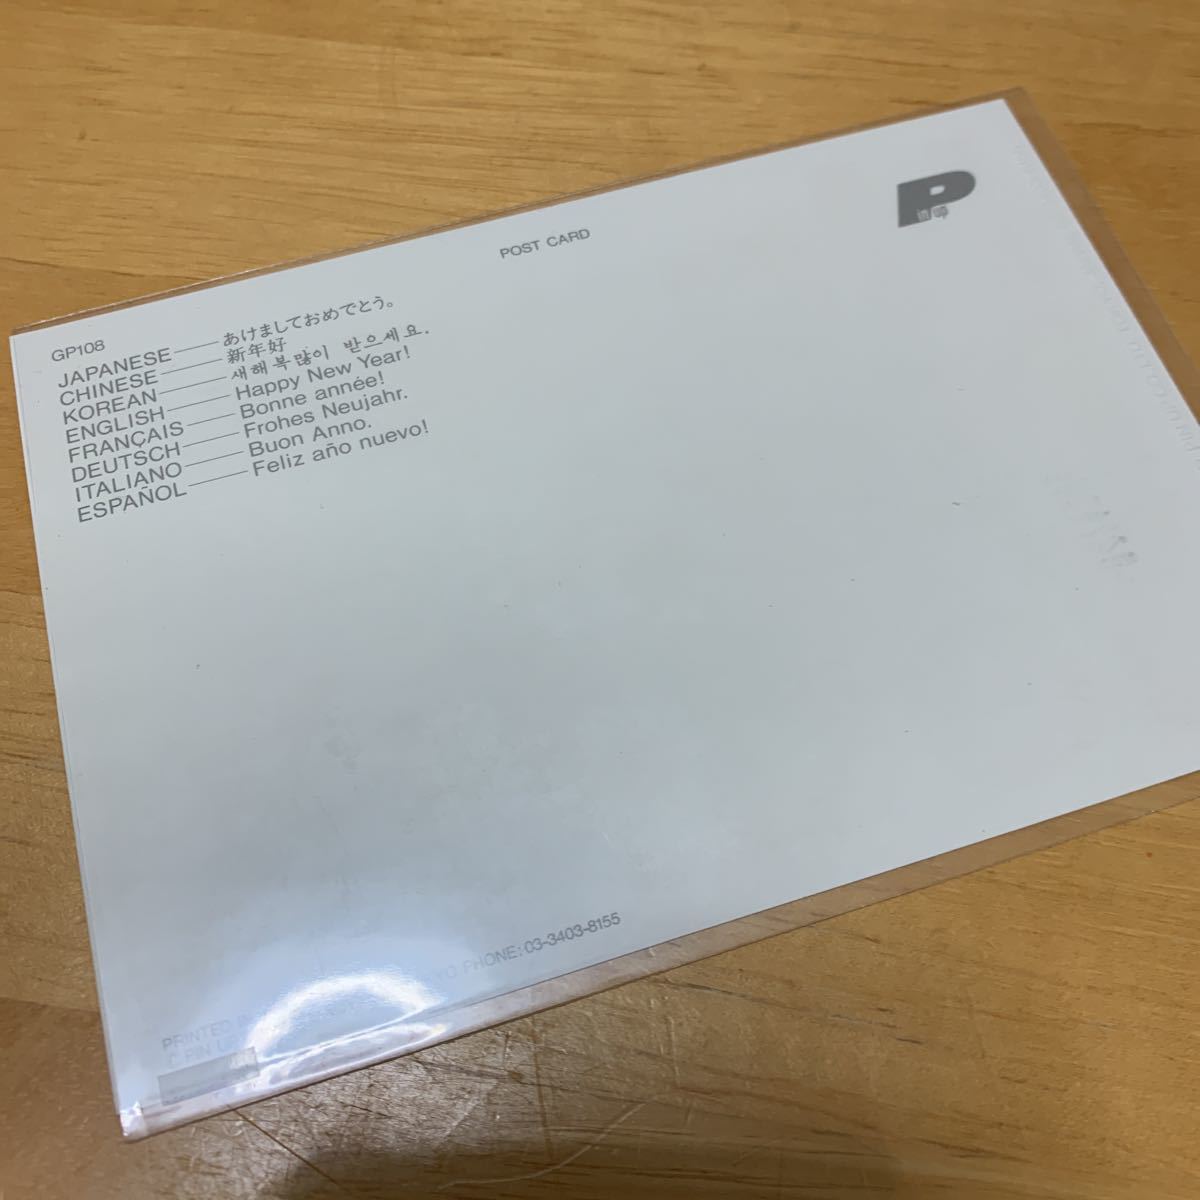 POST CARD
GP108
JAPANESE —— あけましておめでとう。
CHINESE —— 新年好
KOREAN —— 새해 복 많이 받으세요.
ENGLISH —— Happy New Year!
FRANÇAIS —— Bonne année!
DEUTSCH —— Frohes Neujahr.
ITALIANO —— Buon Anno.
ESPAÑOL —— Feliz año nuevo!
PRINTED PHONE: 03-3403-8155
PIN UP